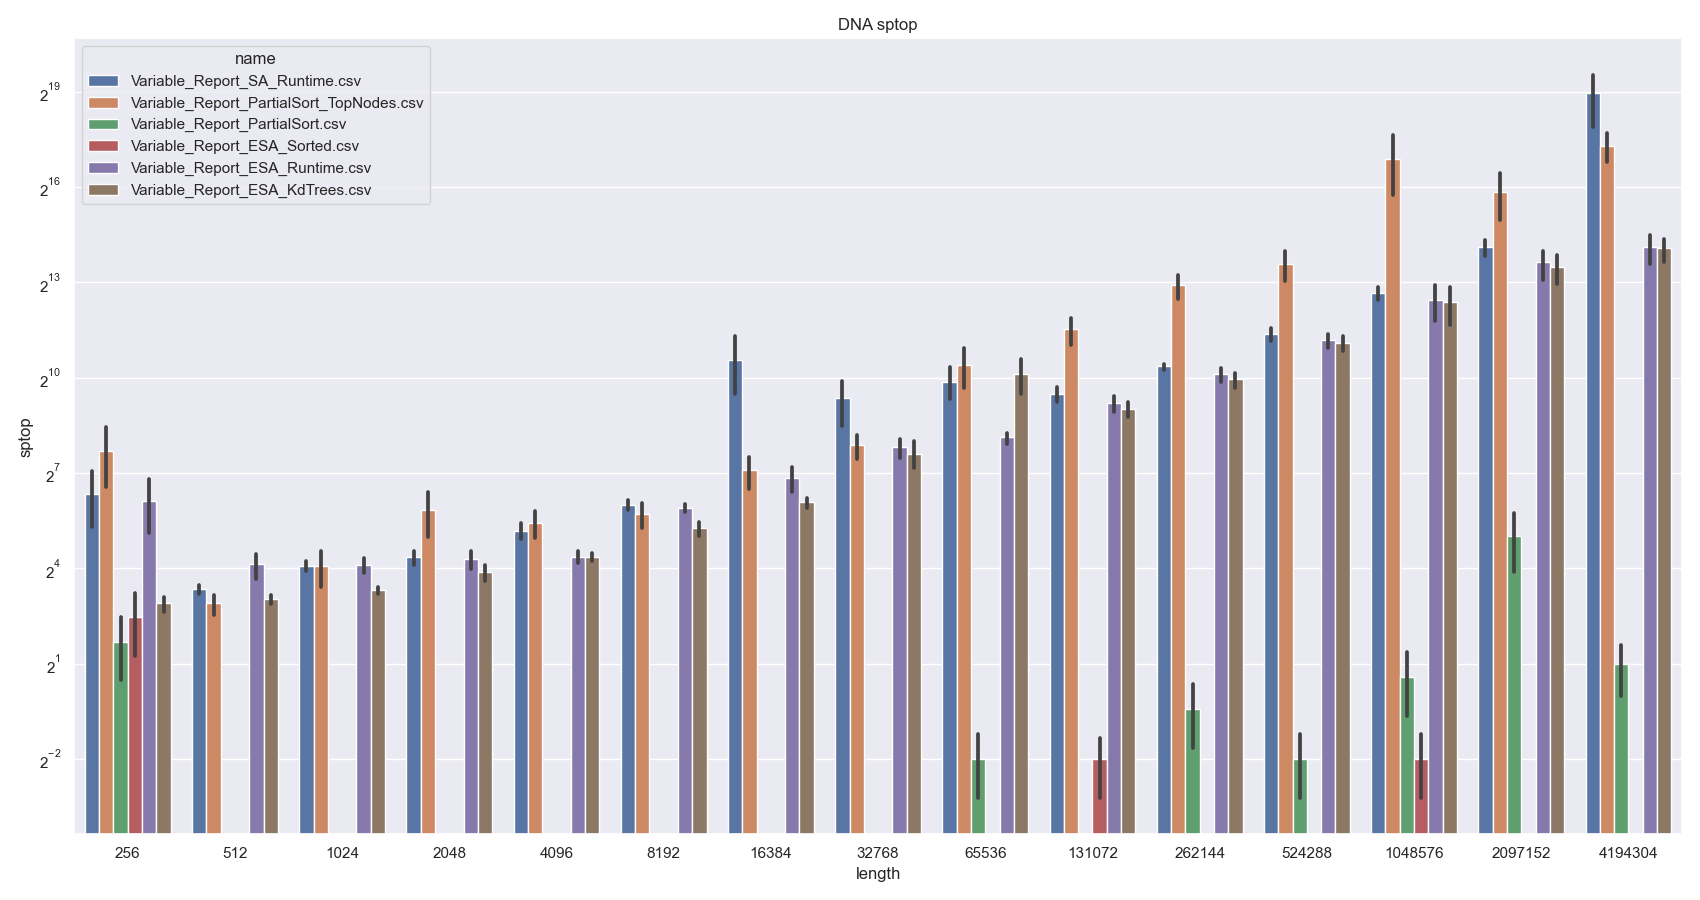 DNA sptop
name
Variable_Report_SA_Runtime.csv
Variable_Report_PartialSort_TopNodes.csv
Variable_Report_PartialSort.csv
Variable_Report_ESA_Sorted.csv
Variable_Report_ESA_Runtime.csv
Variable_Report_ESA_KdTrees.csv
2^19
2^16
2^13
2^10
2^7
2^4
2^1
2^−2
sptop
256 512 1024 2048 4096 8192 16384 32768 65536 131072 262144 524288 1048576 2097152 4194304
length